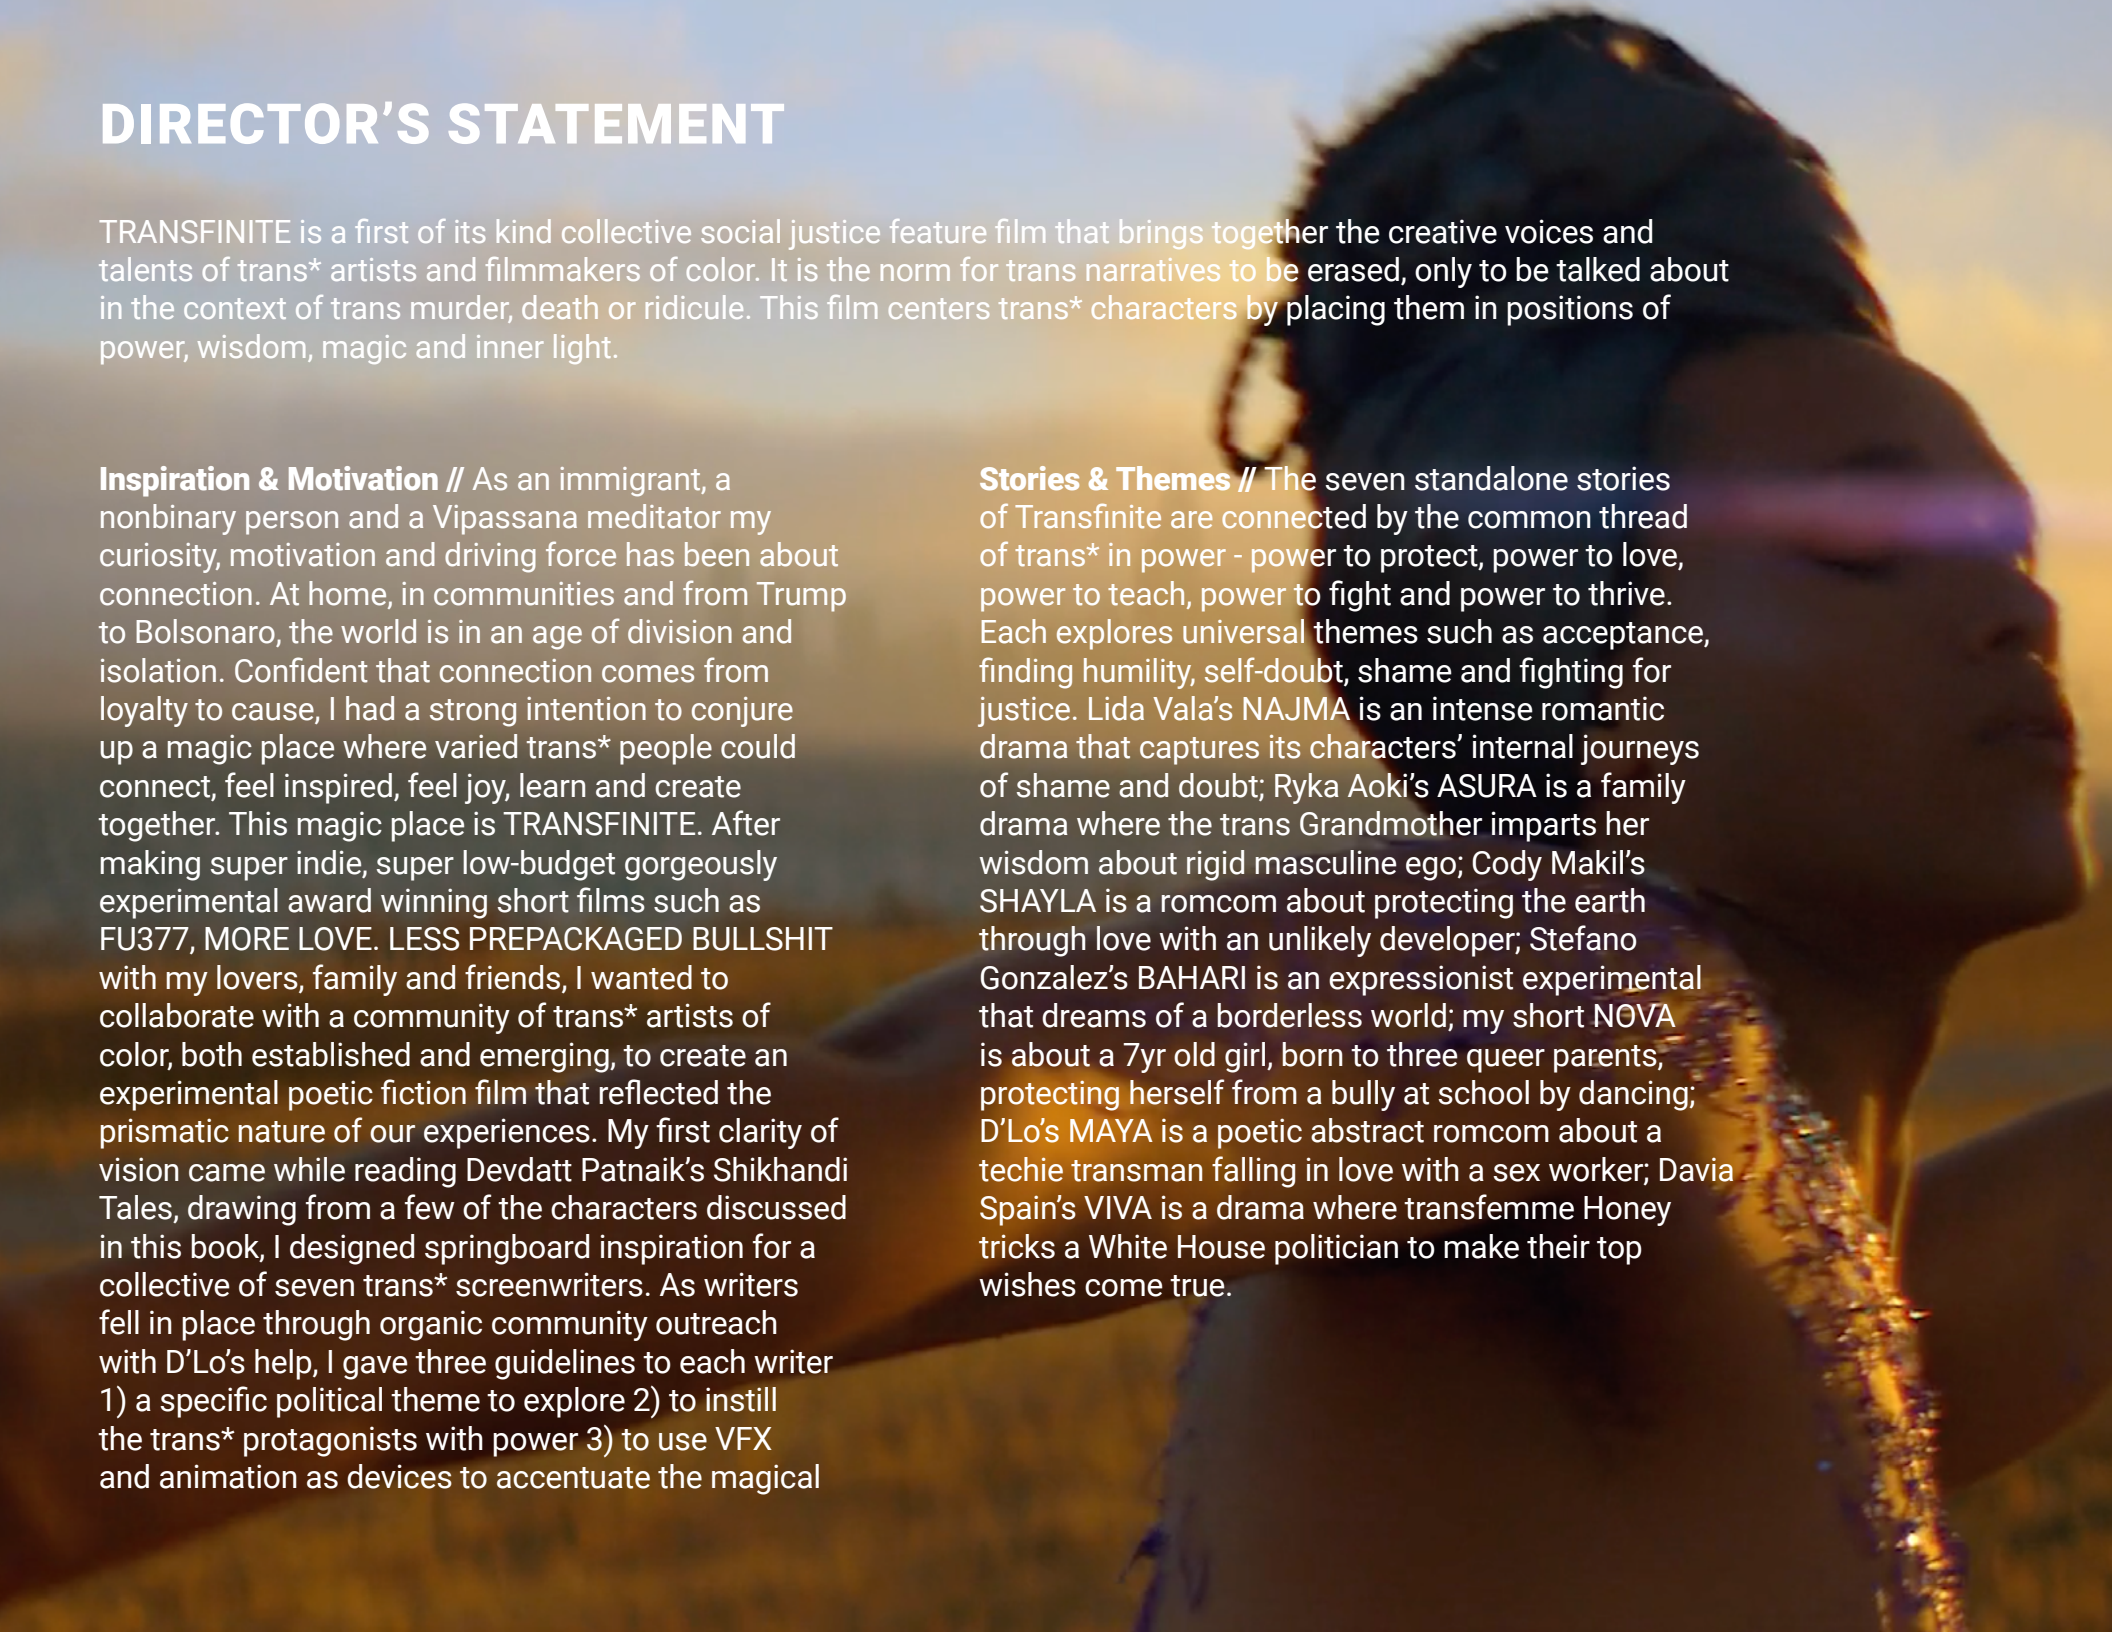 DIRECTOR’S STATEMENT
TRANSFINITE is a first of its kind collective social justice feature film that brings together the creative voices and
talents of trans* artists and filmmakers of color. It is the norm for trans narratives to be erased, only to be talked about
in the context of trans murder, death or ridicule. This film centers trans* characters by placing them in positions of
power, wisdom, magic and inner light.
Inspiration & Motivation // As an immigrant, a
nonbinary person and a Vipassana meditator my
curiosity, motivation and driving force has been about
connection. At home, in communities and from Trump
to Bolsonaro, the world is in an age of division and
isolation. Confident that connection comes from
loyalty to cause, I had a strong intention to conjure
up a magic place where varied trans* people could
connect, feel inspired, feel joy, learn and create
together. This magic place is TRANSFINITE. After
making super indie, super low-budget gorgeously
experimental award winning short films such as
FU377, MORE LOVE. LESS PREPACKAGED BULLSHIT
with my lovers, family and friends, I wanted to
collaborate with a community of trans* artists of
color, both established and emerging, to create an
experimental poetic fiction film that reflected the
prismatic nature of our experiences. My first clarity of
vision came while reading Devdatt Patnaik’s Shikhandi
Tales, drawing from a few of the characters discussed
in this book, I designed springboard inspiration for a
collective of seven trans* screenwriters. As writers
fell in place through organic community outreach
with D’Lo’s help, I gave three guidelines to each writer
1) a specific political theme to explore 2) to instill
the trans* protagonists with power 3) to use VFX
and animation as devices to accentuate the magical
Stories & Themes // The seven standalone stories
of Transfinite are connected by the common thread
of trans* in power - power to protect, power to love,
power to teach, power to fight and power to thrive.
Each explores universal themes such as acceptance,
finding humility, self-doubt, shame and fighting for
justice. Lida Vala’s NAJMA is an intense romantic
drama that captures its characters’ internal journeys
of shame and doubt; Ryka Aoki’s ASURA is a family
drama where the trans Grandmother imparts her
wisdom about rigid masculine ego; Cody Makil’s
SHAYLA is a romcom about protecting the earth
through love with an unlikely developer; Stefano
Gonzalez’s BAHARI is an expressionist experimental
that dreams of a borderless world; my short NOVA
is about a 7yr old girl, born to three queer parents,
protecting herself from a bully at school by dancing;
D’Lo’s MAYA is a poetic abstract romcom about a
techie transman falling in love with a sex worker; Davia
Spain’s VIVA is a drama where transfemme Honey
tricks a White House politician to make their top
wishes come true.